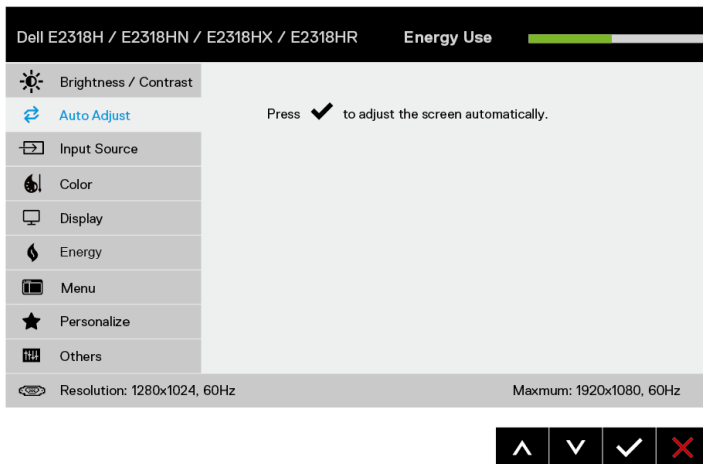 Dell E2318H / E2318HN / E2318HX / E2318HR Energy Use
Brightness / Contrast
Auto Adjust
Press to adjust the screen automatically.
Input Source
Color
Display
Energy
Menu
Personalize
Others
Resolution: 1280x1024, 60Hz Maxmum: 1920x1080, 60Hz